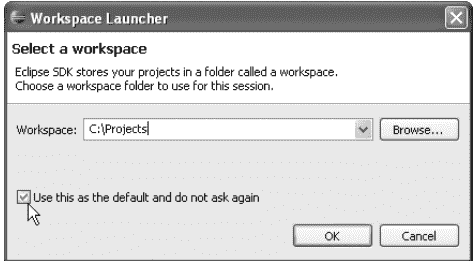 Workspace Launcher
Select a workspace
Eclipse SDK stores your projects in a folder called a workspace.
Choose a workspace folder to use for this session.
Workspace: C:\Projects Browse...
Use this as the default and do not ask again
OK Cancel